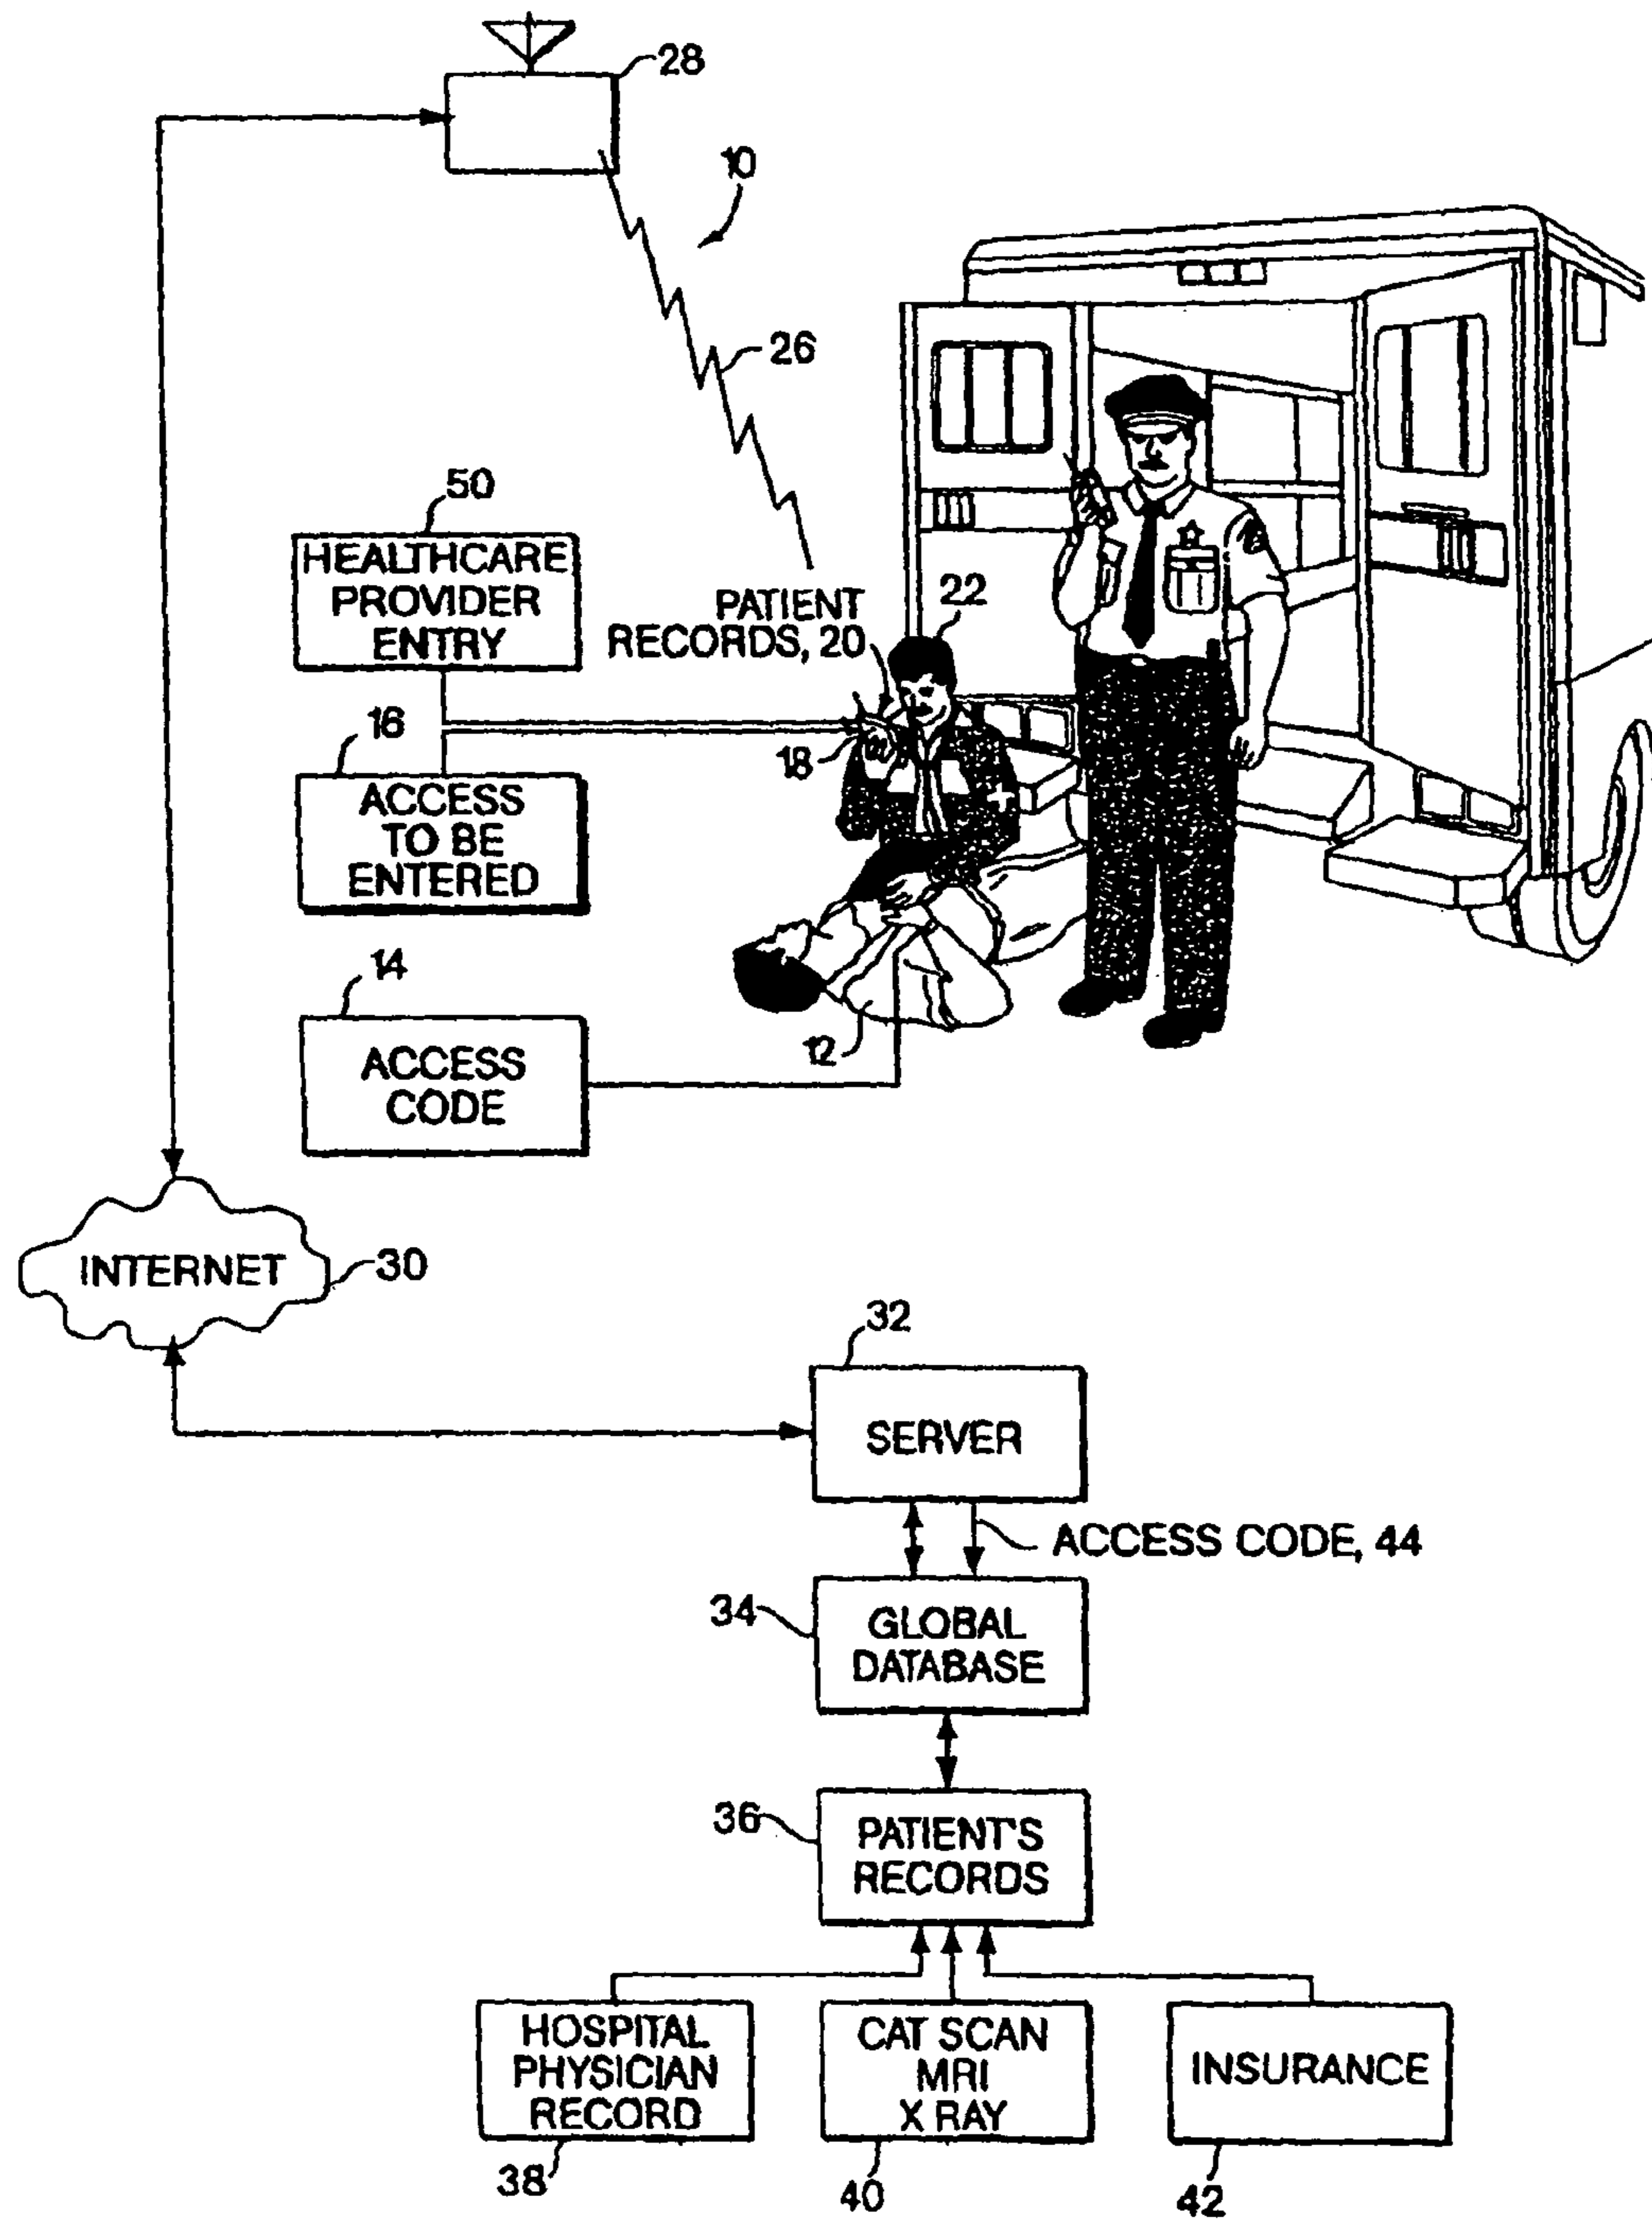 28
10
26
50
HEALTHCARE
PROVIDER
ENTRY
PATIENT
RECORDS, 20
22
16
18
ACCESS
TO BE
ENTERED
14
12
ACCESS
CODE
INTERNET
30
32
SERVER
ACCESS CODE, 44
34
GLOBAL
DATABASE
36
PATIENT'S
RECORDS
HOSPITAL
PHYSICIAN
RECORD
CAT SCAN
MRI
X RAY
INSURANCE
38
40
42